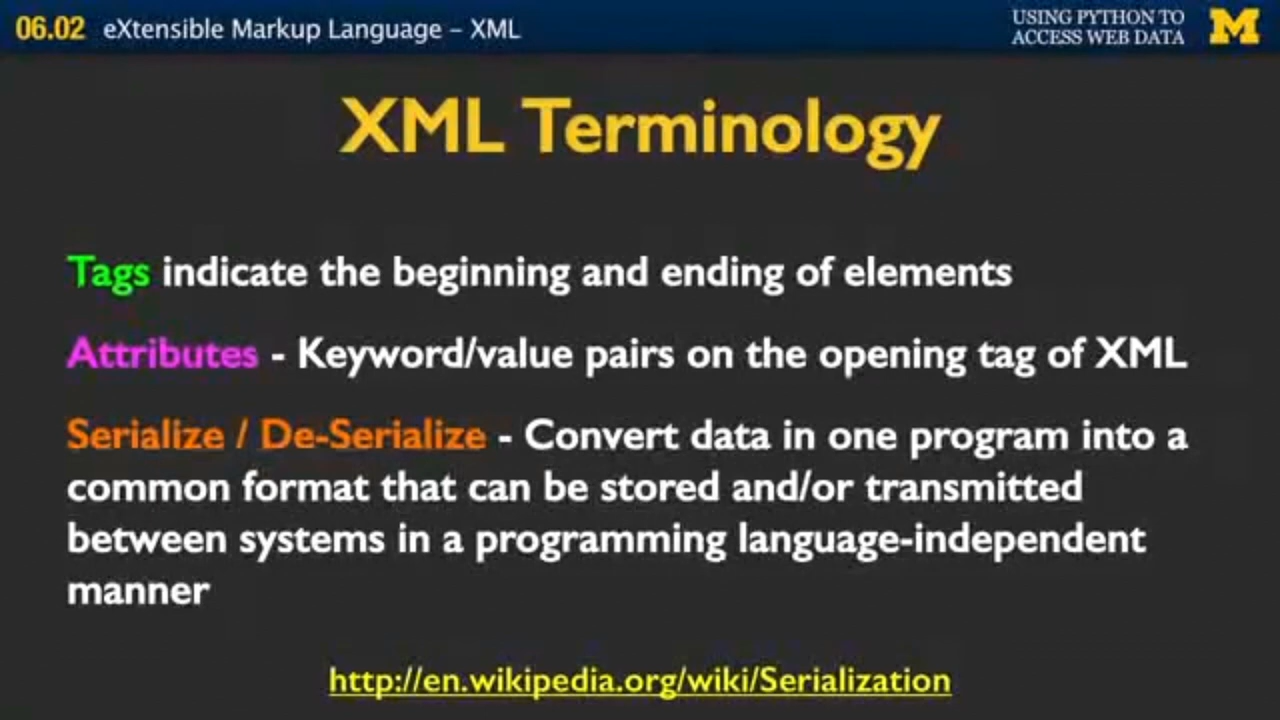 06.02 eXtensible Markup Language – XML
USING PYTHON TO
ACCESS WEB DATA
M
XML Terminology
Tags indicate the beginning and ending of elements
Attributes - Keyword/value pairs on the opening tag of XML
Serialize / De-Serialize - Convert data in one program into a
common format that can be stored and/or transmitted
between systems in a programming language-independent
manner
http://en.wikipedia.org/wiki/Serialization